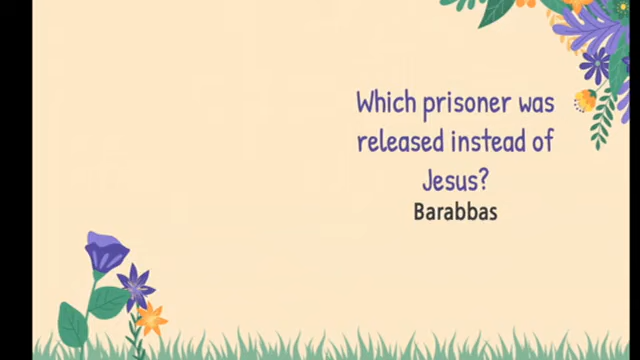 Which prisoner was
released instead of
Jesus?
Barabbas